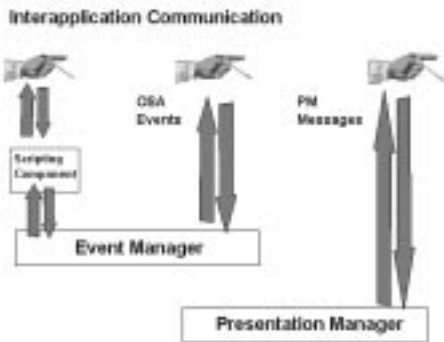 Interapplication Communication
OSA
Events
PM
Messages
Scripting
Component
Event Manager
Presentation Manager